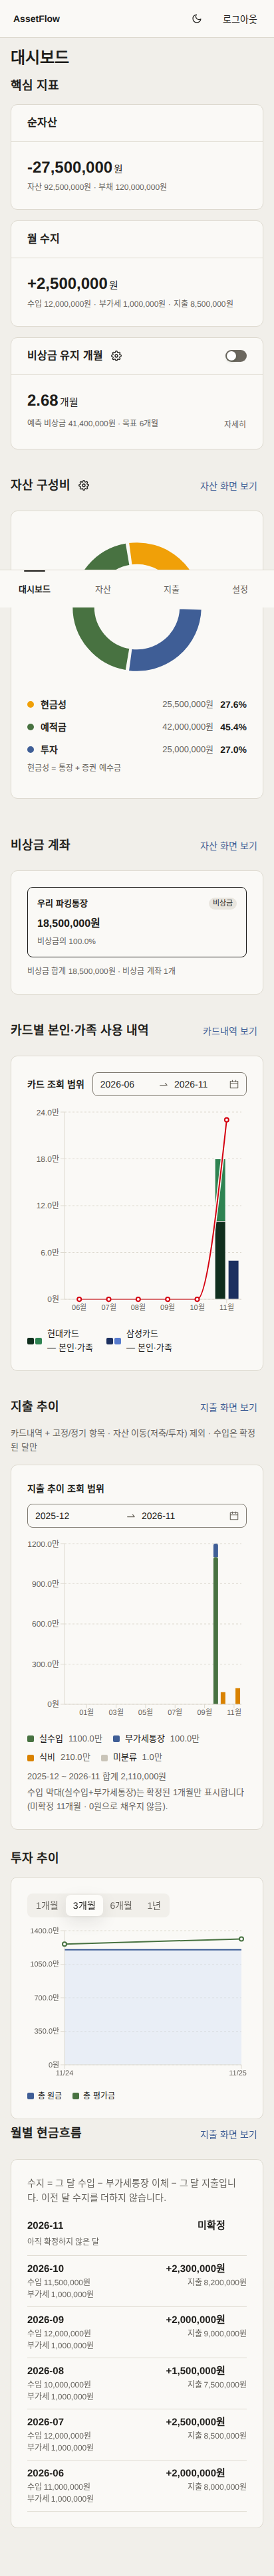 AssetFlow
로그아웃
대시보드
핵심 지표
순자산
-27,500,000원
자산 92,500,000원 · 부채 120,000,000원
월 수지
+2,500,000원
수입 12,000,000원 · 부가세 1,000,000원 · 지출 8,500,000원
비상금 유지 개월
2.68 개월
예측 비상금 41,400,000원 · 목표 6개월
자세히
자산 구성비
자산 화면 보기
대시보드
자산
지출
설정
현금성 25,500,000원 27.6%
예적금 42,000,000원 45.4%
투자 25,000,000원 27.0%
현금성 = 통장 + 증권 예수금
비상금 계좌
자산 화면 보기
우리 파킹통장
비상금
18,500,000원
비상금의 100.0%
비상금 합계 18,500,000원 · 비상금 계좌 1개
카드별 본인·가족 사용 내역
카드내역 보기
카드 조회 범위
2026-06 → 2026-11
24.0만
18.0만
12.0만
6.0만
0원
06월 07월 08월 09월 10월 11월
현대카드
— 본인·가족
삼성카드
— 본인·가족
지출 추이
지출 화면 보기
카드내역 + 고정/정기 항목 · 자산 이동(저축/투자) 제외 · 수입은 확정
된 달만
지출 추이 조회 범위
2025-12 → 2026-11
1200.0만
900.0만
600.0만
300.0만
0원
01월 03월 05월 07월 09월 11월
실수입 1100.0만
부가세통장 100.0만
식비 210.0만
미분류 1.0만
2025-12 ~ 2026-11 합계 2,110,000원
수입 막대(실수입+부가세통장)는 확정된 1개월만 표시합니다
(미확정 11개월 · 0원으로 채우지 않음).
투자 추이
1개월 3개월 6개월 1년
1400.0만
1050.0만
700.0만
350.0만
0원
11/24 11/25
총 원금
총 평가금
월별 현금흐름
지출 화면 보기
수지 = 그 달 수입 − 부가세통장 이체 − 그 달 지출입니
다. 이전 달 수지를 더하지 않습니다.
2026-11 미확정
아직 확정하지 않은 달
2026-10 +2,300,000원
수입 11,500,000원 지출 8,200,000원
부가세 1,000,000원
2026-09 +2,000,000원
수입 12,000,000원 지출 9,000,000원
부가세 1,000,000원
2026-08 +1,500,000원
수입 10,000,000원 지출 7,500,000원
부가세 1,000,000원
2026-07 +2,500,000원
수입 12,000,000원 지출 8,500,000원
부가세 1,000,000원
2026-06 +2,000,000원
수입 11,000,000원 지출 8,000,000원
부가세 1,000,000원